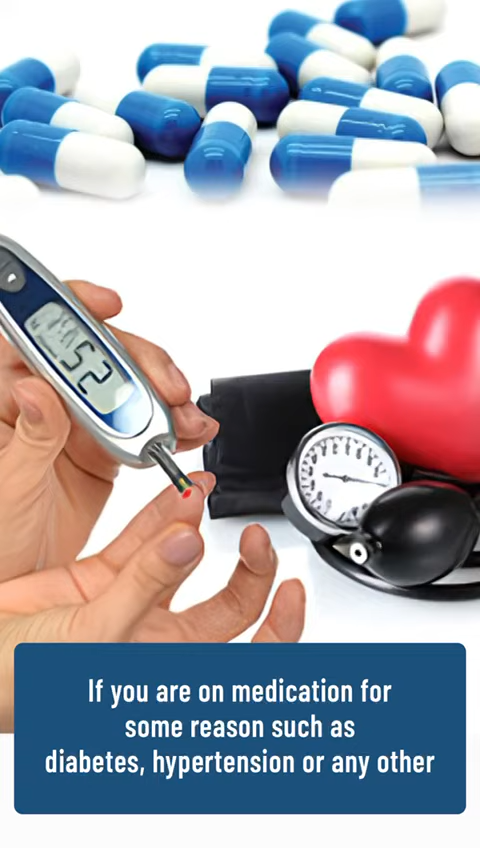 If you are on medication for
some reason such as
diabetes, hypertension or any other